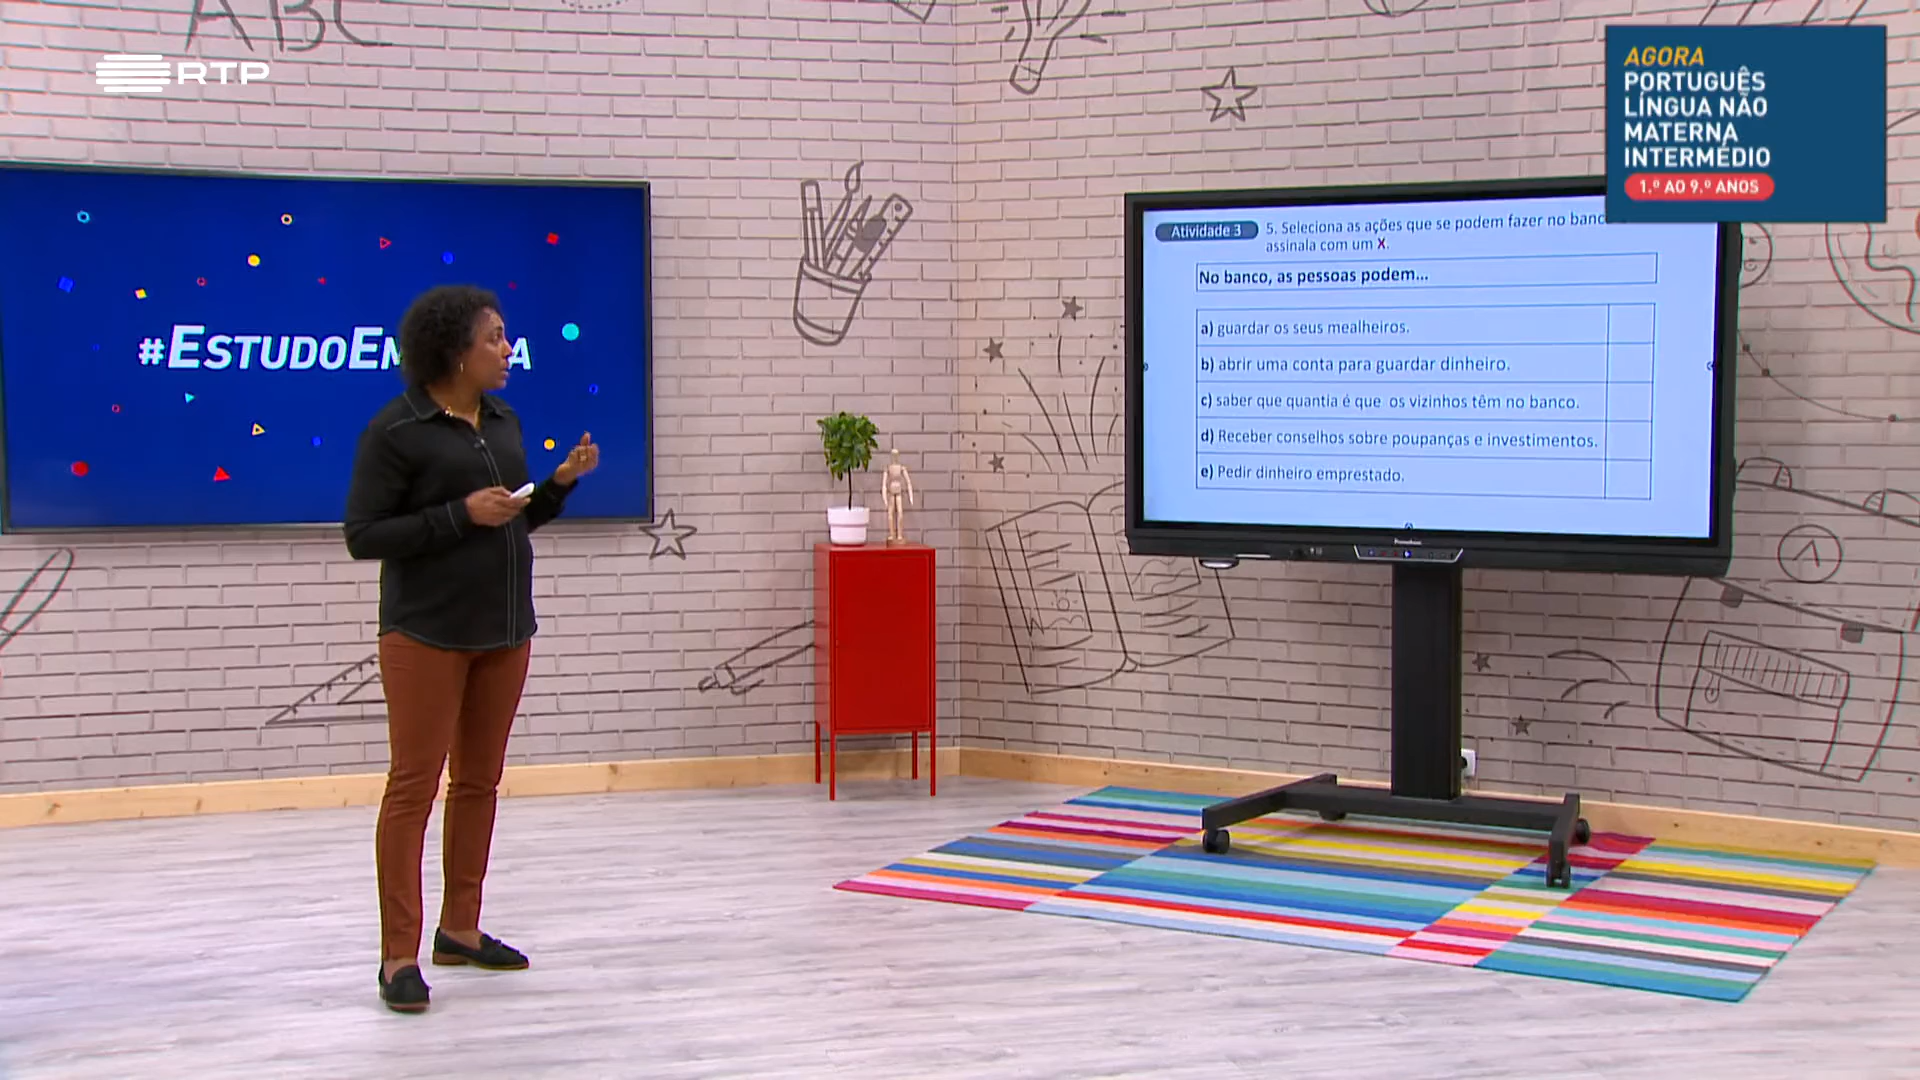 ABC
RTP
AGORA
PORTUGUÊS
LÍNGUA NÃO
MATERNA
INTERMÉDIO
1.º AO 9.º ANOS
#ESTUDOEM
A
Atividade 3
5. Seleciona as ações que se podem fazer no
assinala com um X.
No banco, as pessoas podem...
a) guardar os seus mealheiros.
b) abrir uma conta para guardar dinheiro.
c) saber que quantia é que os vizinhos têm no banco.
d) Receber conselhos sobre poupanças e investimentos.
e) Pedir dinheiro emprestado.